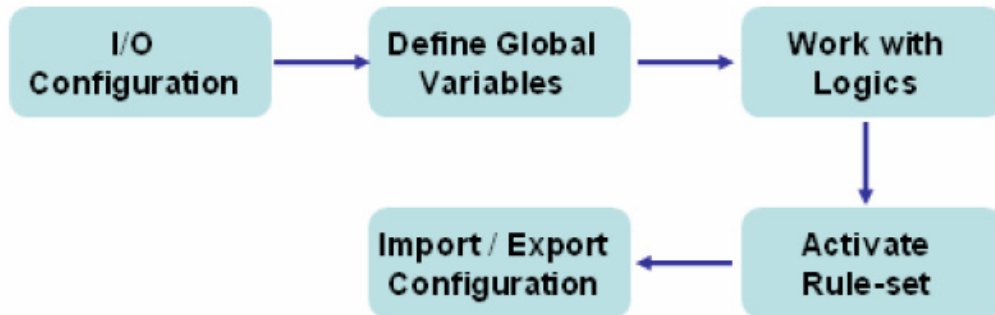 I/O
Configuration
Define Global
Variables
Work with
Logics
Activate
Rule-set
Import / Export
Configuration